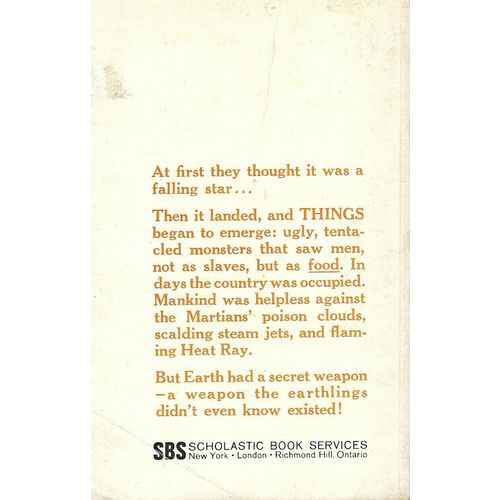 At first they thought it was a
falling star...
Then it landed, and THINGS
began to emerge: ugly, tenta-
cled monsters that saw men,
not as slaves, but as food. In
days the country was occupied.
Mankind was helpless against
the Martians' poison clouds,
scalding steam jets, and flam-
ing Heat Ray.
But Earth had a secret weapon
—a weapon the earthlings
didn't even know existed!
SBS SCHOLASTIC BOOK SERVICES
New York · London · Richmond Hill, Ontario